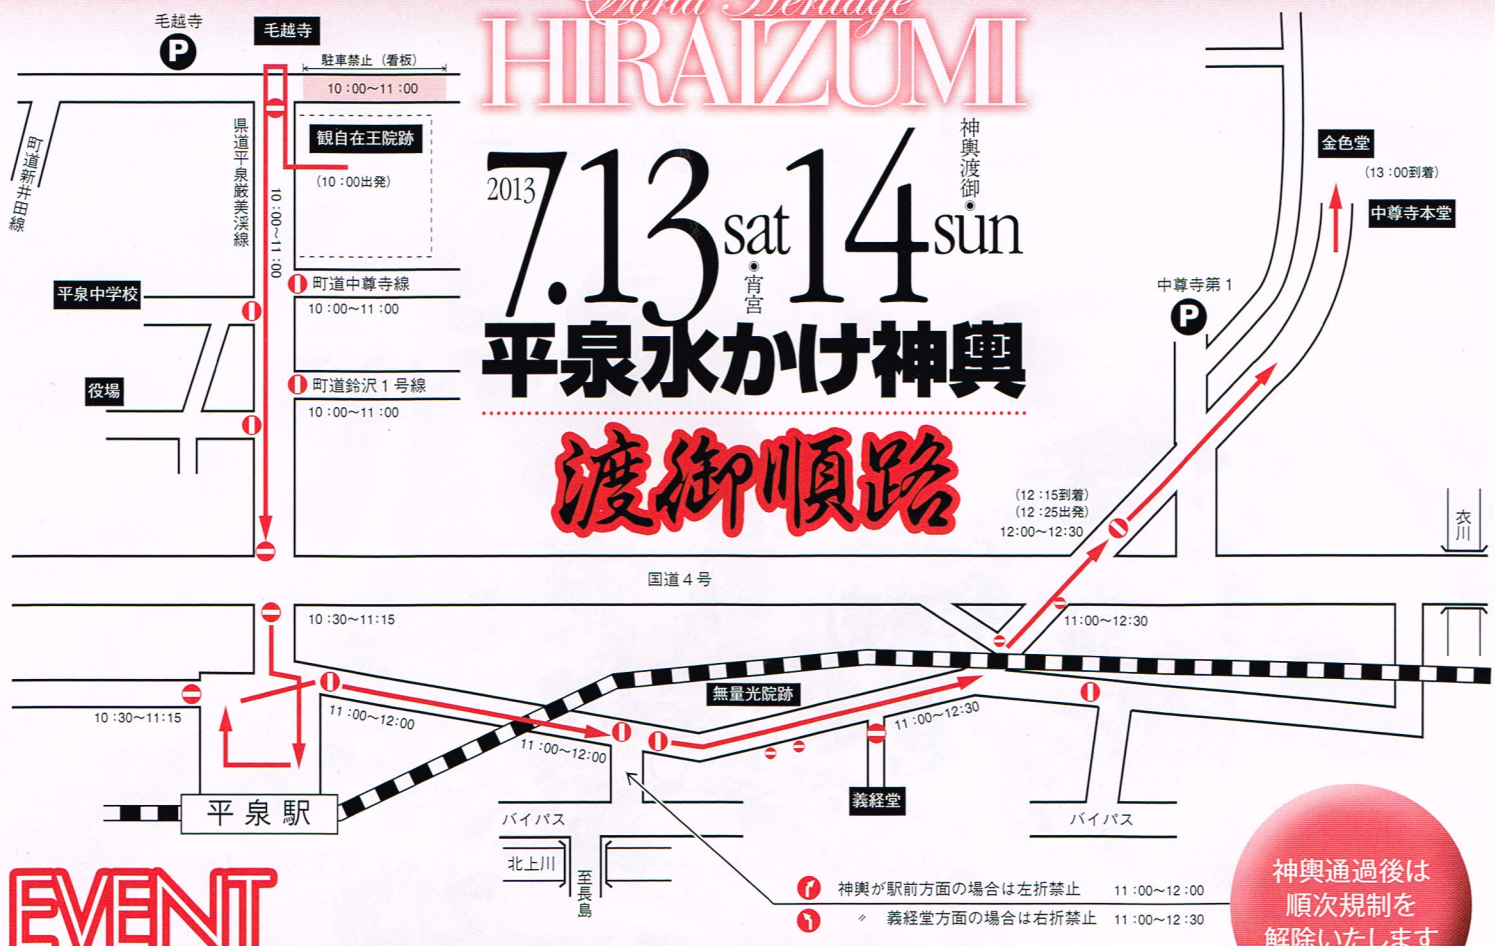 World Heritage
HIRAIZUMI
2013
7.13 sat 14 sun
宵宮
神輿渡御
平泉水かけ神輿
渡御順路
毛越寺
P
毛越寺
駐車禁止（看板）
10:00～11:00
観自在王院跡
（10:00出発）
町道新井田線
県道平泉厳美渓線
10:00～11:00
平泉中学校
町道中尊寺線
10:00～11:00
役場
町道鈴沢1号線
10:00～11:00
金色堂
（13:00到着）
中尊寺本堂
中尊寺第1
P
（12:15到着）
（12:25出発）
12:00～12:30
衣川
国道4号
10:30～11:15
11:00～12:30
10:30～11:15
11:00～12:00
11:00～12:00
無量光院跡
11:00～12:30
平泉駅
義経堂
バイパス
バイパス
北上川
至長島
神輿が駅前方面の場合は左折禁止 11:00～12:00
〃 義経堂方面の場合は右折禁止 11:00～12:30
神輿通過後は
順次規制を
解除いたします
EVENT